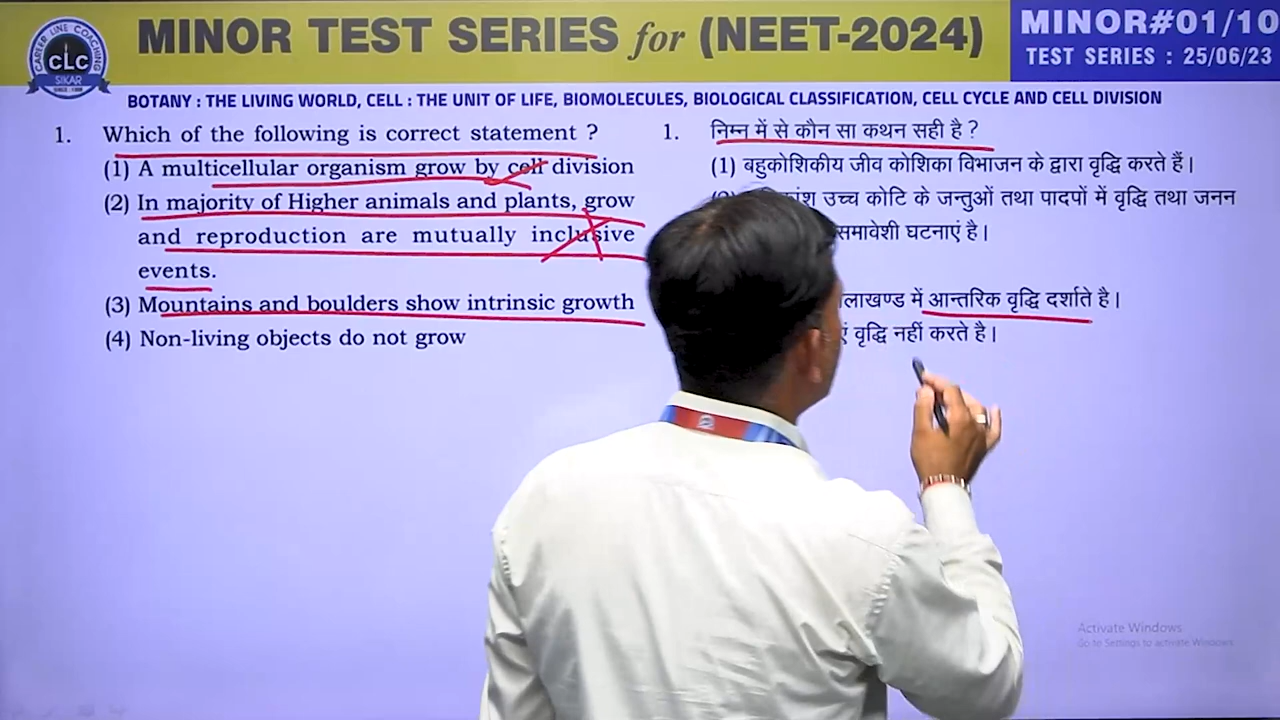 MINOR TEST SERIES for (NEET-2024)
MINOR#01/10
TEST SERIES : 25/06/23
CAREER LINE COACHING
CLC
SIKAR
BOTANY : THE LIVING WORLD, CELL : THE UNIT OF LIFE, BIOMOLECULES, BIOLOGICAL CLASSIFICATION, CELL CYCLE AND CELL DIVISION
1. Which of the following is correct statement ?
(1) A multicellular organism grow by cell division
(2) In majority of Higher animals and plants, grow
and reproduction are mutually inclusive
events.
(3) Mountains and boulders show intrinsic growth
(4) Non-living objects do not grow
1. निम्न में से कौन सा कथन सही है ?
(1) बहुकोशिकीय जीव कोशिका विभाजन के द्वारा वृद्धि करते हैं।
उच्च कोटि के जन्तुओं तथा पादपों में वृद्धि तथा जनन
समावेशी घटनाएं है।
में आन्तरिक वृद्धि दर्शाते है।
वृद्धि नहीं करते है।
Activate Windows
Go to Settings to activate Windows.